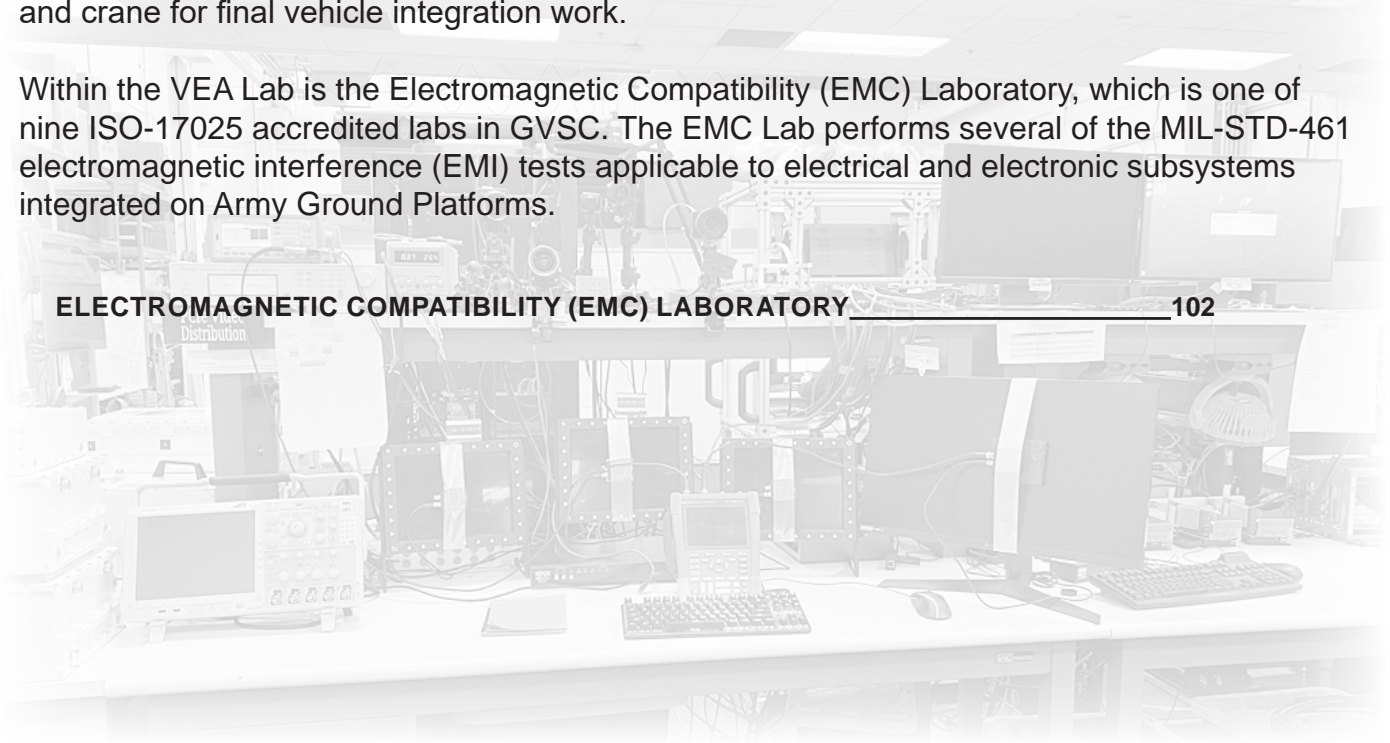 and crane for final vehicle integration work.
Within the VEA Lab is the Electromagnetic Compatibility (EMC) Laboratory, which is one of
nine ISO-17025 accredited labs in GVSC. The EMC Lab performs several of the MIL-STD-461
electromagnetic interference (EMI) tests applicable to electrical and electronic subsystems
integrated on Army Ground Platforms.
ELECTROMAGNETIC COMPATIBILITY (EMC) LABORATORY 102
Distribution